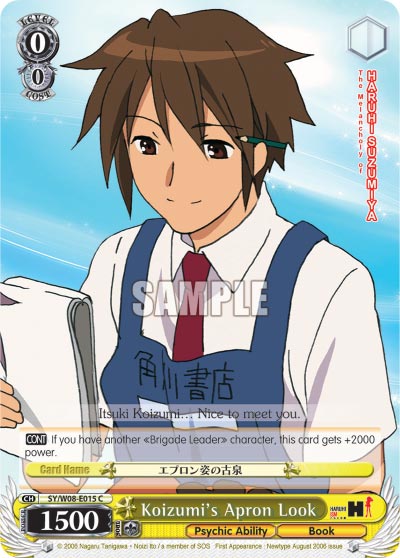 LEVEL
0
0
COST
The Melancholy of
HARUHI SUZUMIYA
SAMPLE
角川書店
Itsuki Koizumi… Nice to meet you.
CONT If you have another «Brigade Leader» character, this card gets +2000
power.
Card Name
エプロン姿の古泉
CH SY/W08-E015 C
POWER 1500 SOUL Koizumi's Apron Look
HARUHI
H
Psychic Ability Book
© 2006 Nagaru Tanigawa・Noizi Ito / a member of SOS First Appearance : Newtype August 2006 issue